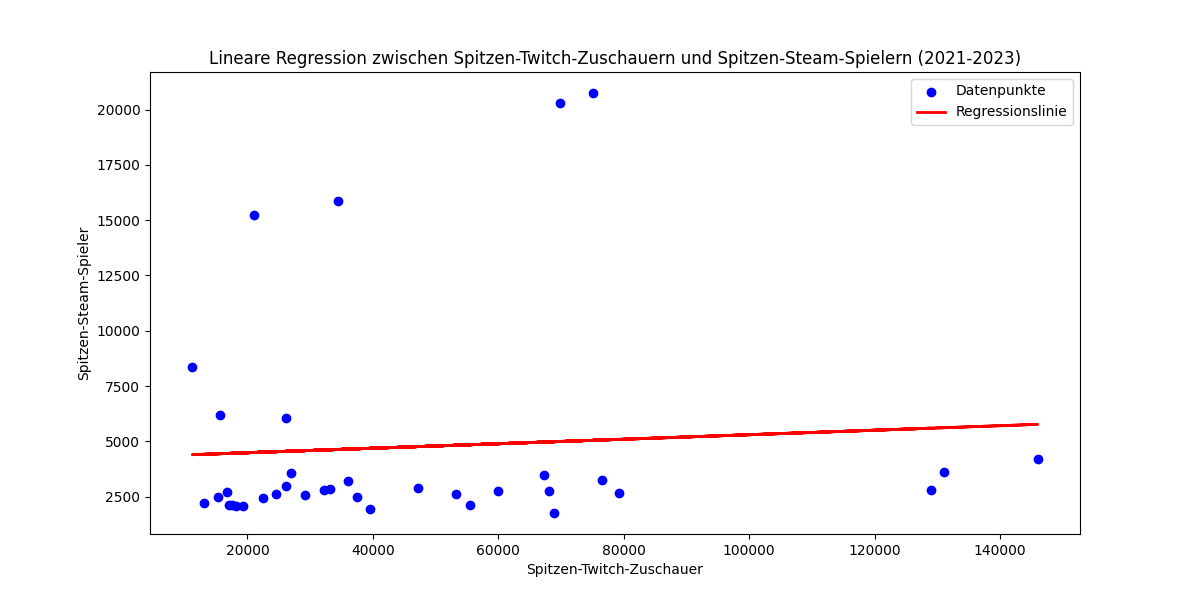 Lineare Regression zwischen Spitzen-Twitch-Zuschauern und Spitzen-Steam-Spielern (2021-2023)
Datenpunkte
Regressionslinie
Spitzen-Steam-Spieler
20000
17500
15000
12500
10000
7500
5000
2500
20000 40000 60000 80000 100000 120000 140000
Spitzen-Twitch-Zuschauer